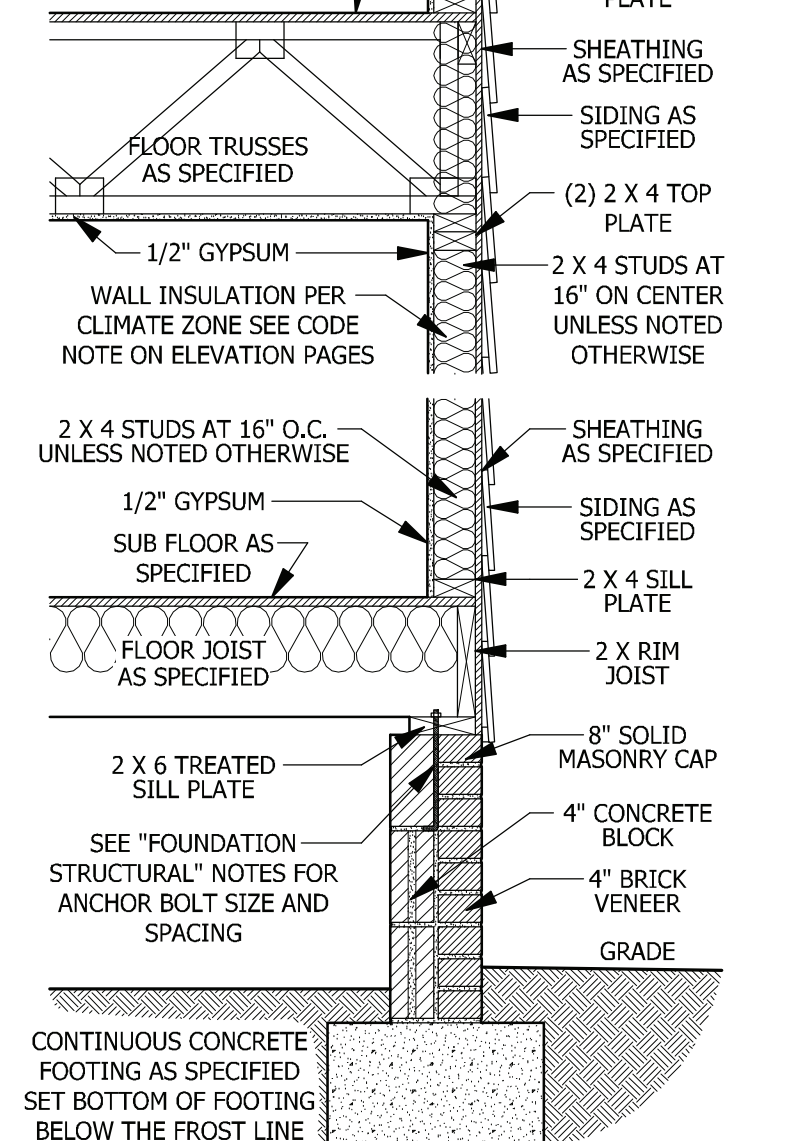 PLATE
SHEATHING
AS SPECIFIED
SIDING AS
SPECIFIED
FLOOR TRUSSES
AS SPECIFIED
(2) 2 X 4 TOP
PLATE
1/2" GYPSUM
2 X 4 STUDS AT
16" ON CENTER
UNLESS NOTED
OTHERWISE
WALL INSULATION PER
CLIMATE ZONE SEE CODE
NOTE ON ELEVATION PAGES
2 X 4 STUDS AT 16" O.C.
UNLESS NOTED OTHERWISE
SHEATHING
AS SPECIFIED
1/2" GYPSUM
SIDING AS
SPECIFIED
SUB FLOOR AS
SPECIFIED
2 X 4 SILL
PLATE
FLOOR JOIST
AS SPECIFIED
2 X RIM
JOIST
8" SOLID
MASONRY CAP
2 X 6 TREATED
SILL PLATE
4" CONCRETE
BLOCK
SEE "FOUNDATION
STRUCTURAL" NOTES FOR
ANCHOR BOLT SIZE AND
SPACING
4" BRICK
VENEER
GRADE
CONTINUOUS CONCRETE
FOOTING AS SPECIFIED
SET BOTTOM OF FOOTING
BELOW THE FROST LINE